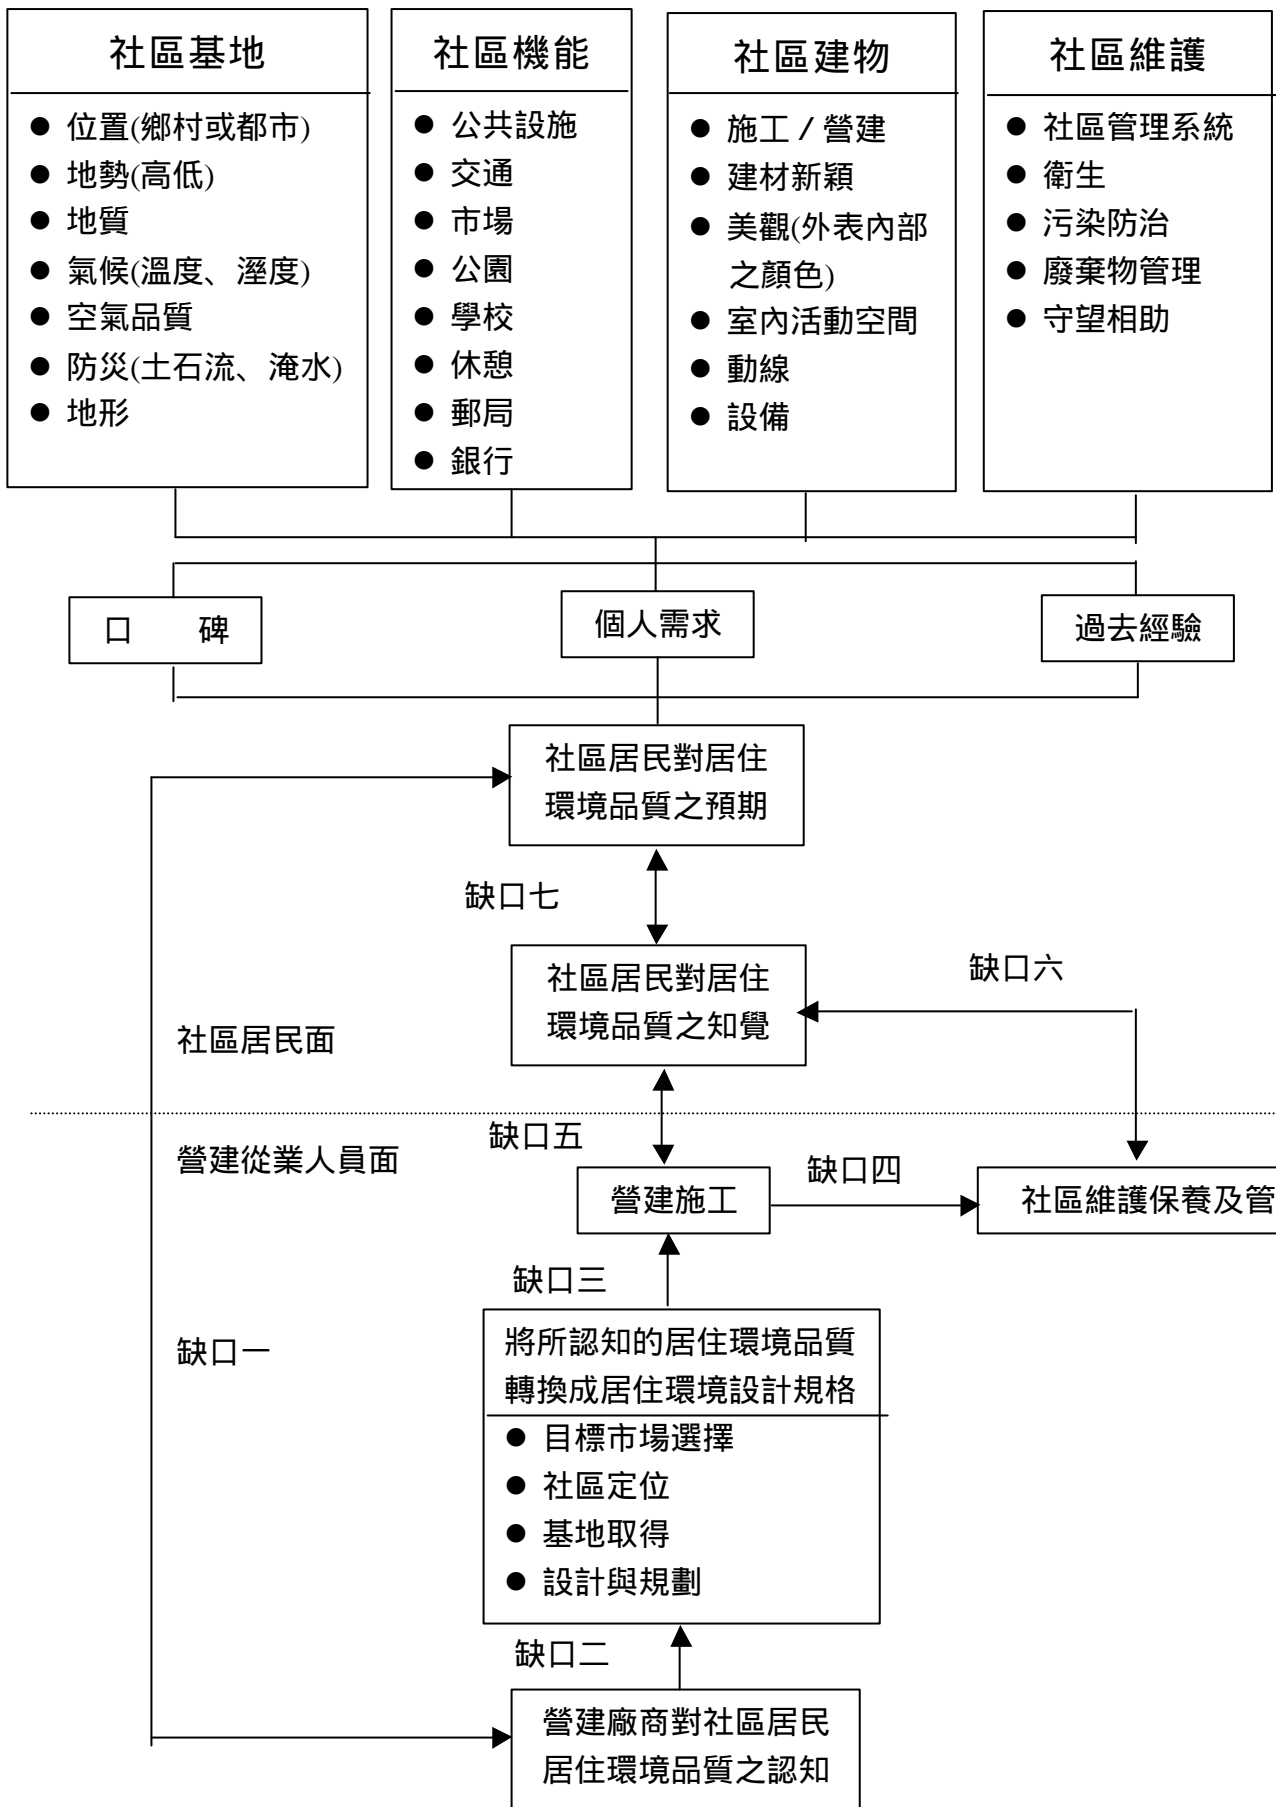 社區基地
● 位置(鄉村或都市)
● 地勢(高低)
● 地質
● 氣候(溫度、溼度)
● 空氣品質
● 防災(土石流、淹水)
● 地形
社區機能
● 公共設施
● 交通
● 市場
● 公園
● 學校
● 休憩
● 郵局
● 銀行
社區建物
● 施工／營建
● 建材新穎
● 美觀(外表內部
之顏色)
● 室內活動空間
● 動線
● 設備
社區維護
● 社區管理系統
● 衛生
● 污染防治
● 廢棄物管理
● 守望相助
口 碑
個人需求
過去經驗
社區居民對居住
環境品質之預期
缺口七
社區居民對居住
環境品質之知覺
缺口六
社區居民面
缺口五
營建從業人員面
營建施工
缺口四
社區維護保養及管
缺口三
缺口一
將所認知的居住環境品質
轉換成居住環境設計規格
● 目標市場選擇
● 社區定位
● 基地取得
● 設計與規劃
缺口二
營建廠商對社區居民
居住環境品質之認知